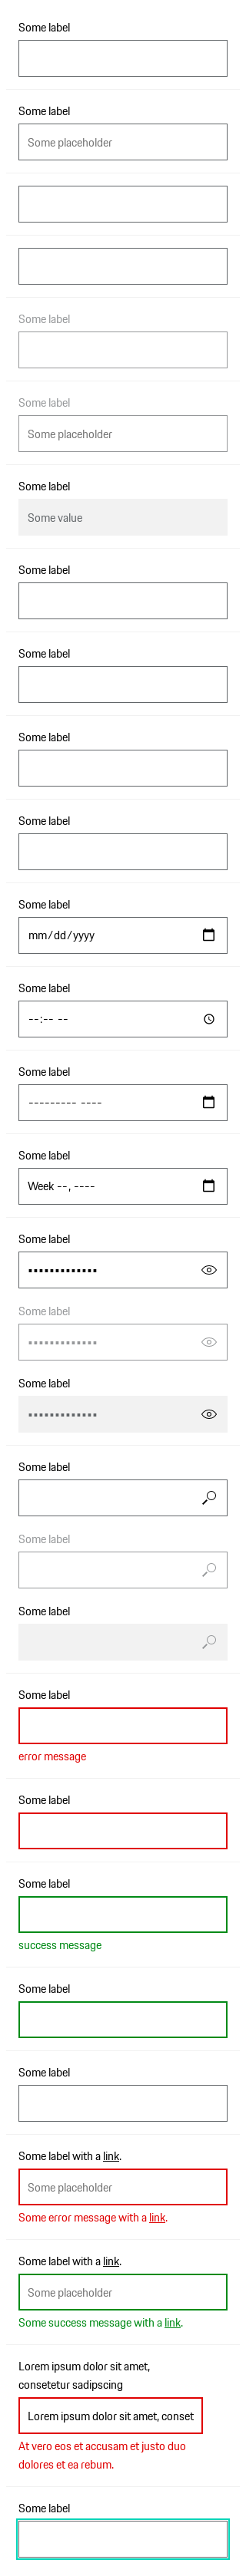 Some label
Some label
Some placeholder
Some label
Some label
Some placeholder
Some label
Some value
Some label
Some label
Some label
Some label
Some label
mm/dd/yyyy
Some label
--:-- --
Some label
--------- ----
Some label
Week --, ----
Some label
•••••••••••••
Some label
•••••••••••••
Some label
•••••••••••••
Some label
Some label
Some label
Some label
error message
Some label
Some label
success message
Some label
Some label
Some label with a link.
Some placeholder
Some error message with a link.
Some label with a link.
Some placeholder
Some success message with a link.
Lorem ipsum dolor sit amet,
consetetur sadipscing
Lorem ipsum dolor sit amet, conset
At vero eos et accusam et justo duo
dolores et ea rebum.
Some label